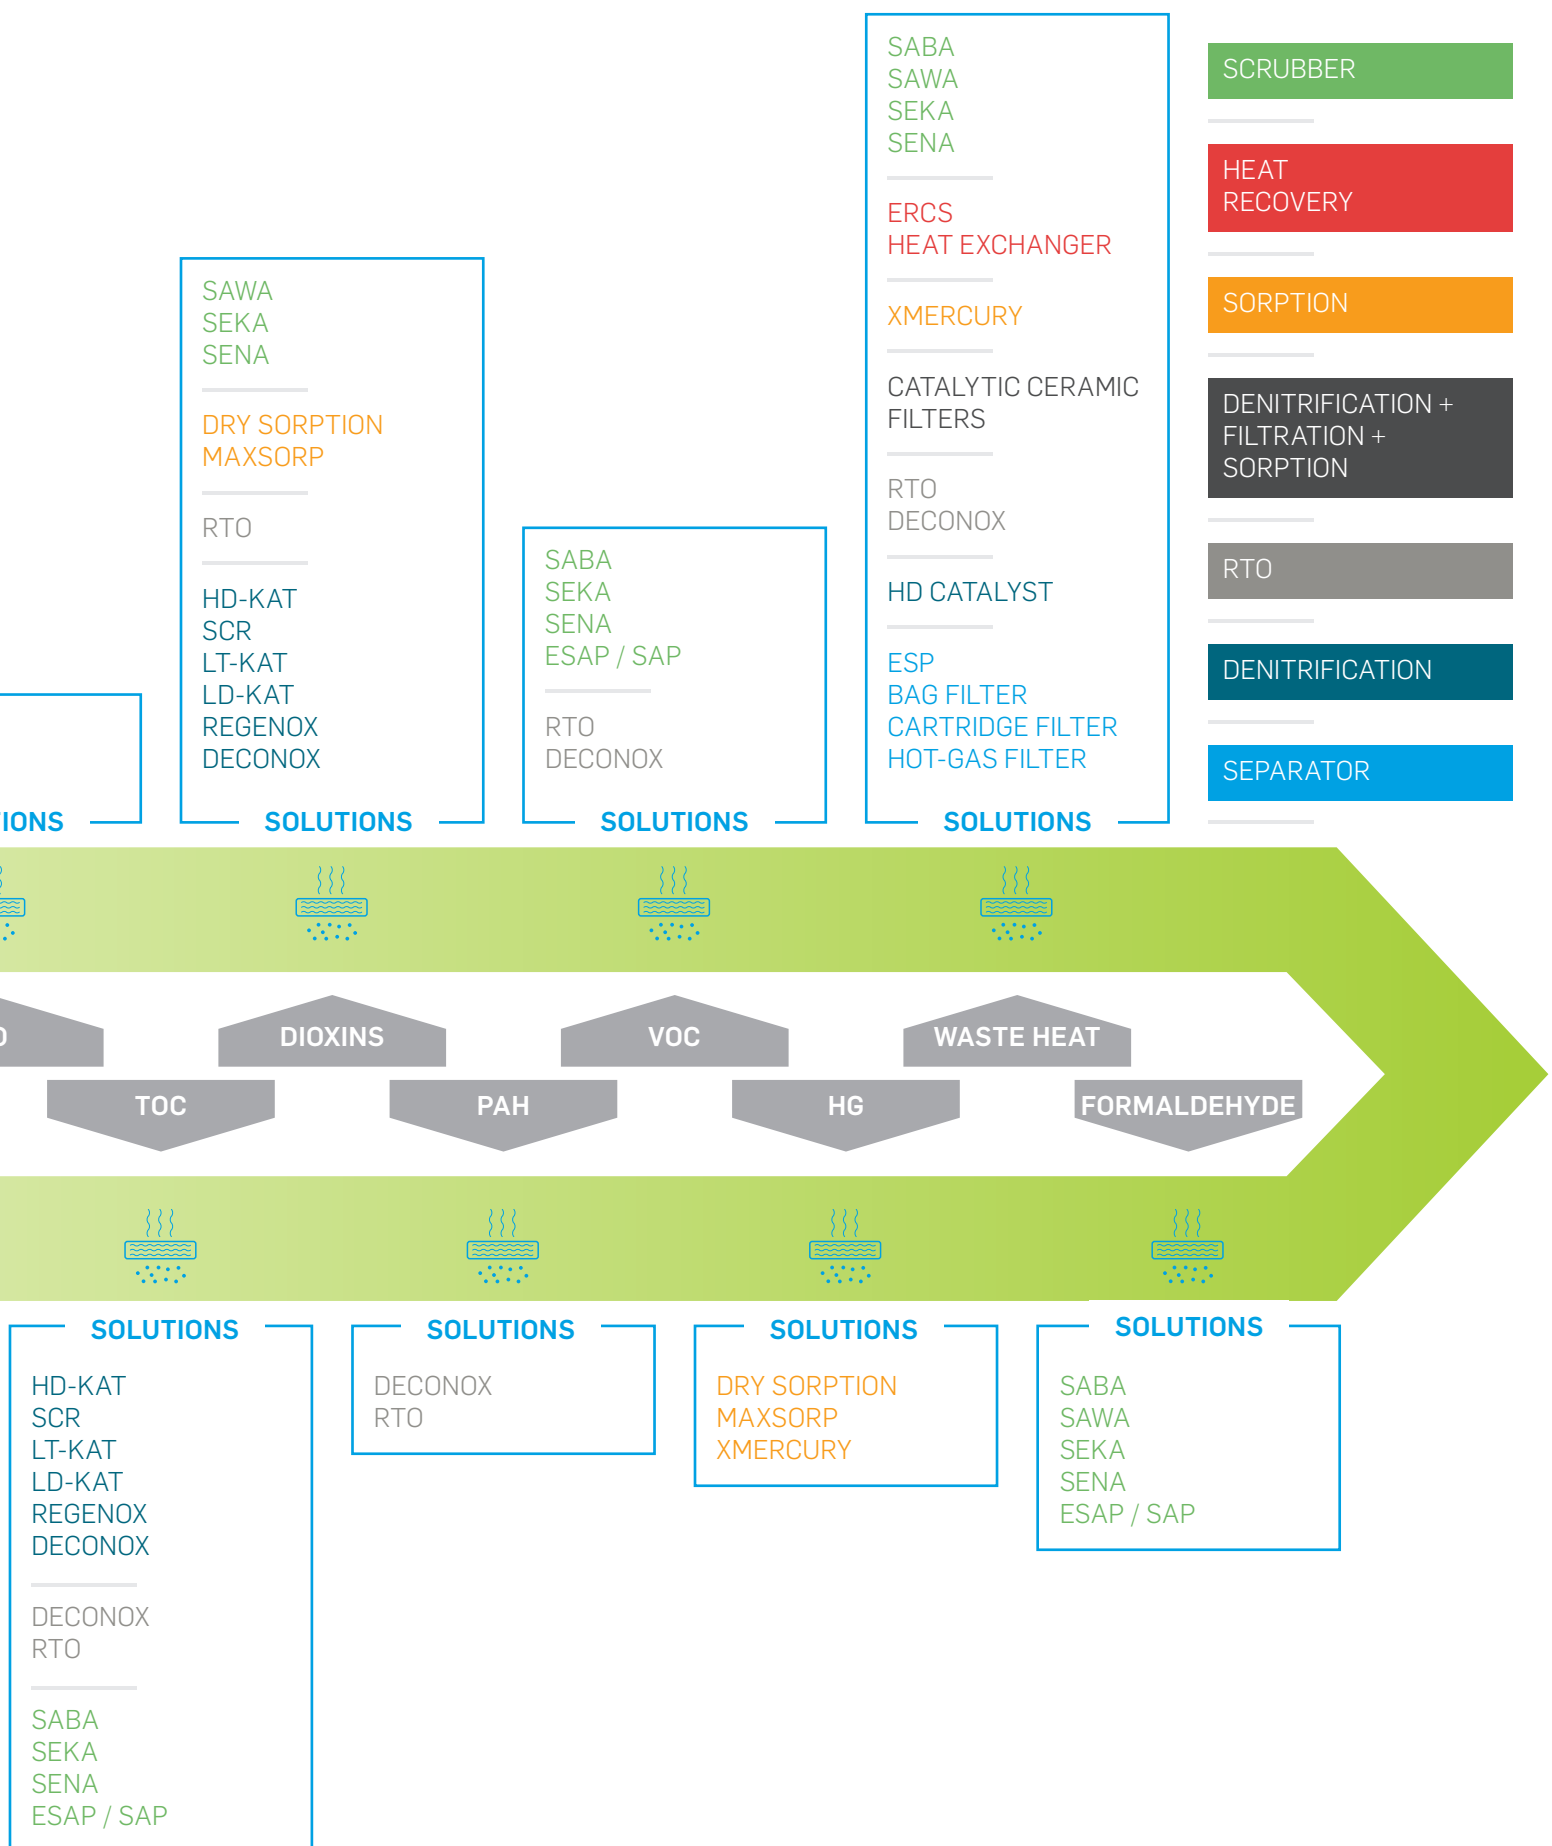 SABA
SAWA
SEKA
SENA
ERCS
HEAT EXCHANGER
XMERCURY
CATALYTIC CERAMIC
FILTERS
RTO
DECONOX
HD CATALYST
ESP
BAG FILTER
CARTRIDGE FILTER
HOT-GAS FILTER
SOLUTIONS
SCRUBBER
HEAT
RECOVERY
SORPTION
DENITRIFICATION +
FILTRATION +
SORPTION
RTO
DENITRIFICATION
SEPARATOR
SAWA
SEKA
SENA
DRY SORPTION
MAXSORP
RTO
HD-KAT
SCR
LT-KAT
LD-KAT
REGENOX
DECONOX
SOLUTIONS
SABA
SEKA
SENA
ESAP / SAP
RTO
DECONOX
SOLUTIONS
IONS
DIOXINS
VOC
WASTE HEAT
TOC
PAH
HG
FORMALDEHYDE
SOLUTIONS
HD-KAT
SCR
LT-KAT
LD-KAT
REGENOX
DECONOX
DECONOX
RTO
SABA
SEKA
SENA
ESAP / SAP
SOLUTIONS
DECONOX
RTO
SOLUTIONS
DRY SORPTION
MAXSORP
XMERCURY
SOLUTIONS
SABA
SAWA
SEKA
SENA
ESAP / SAP